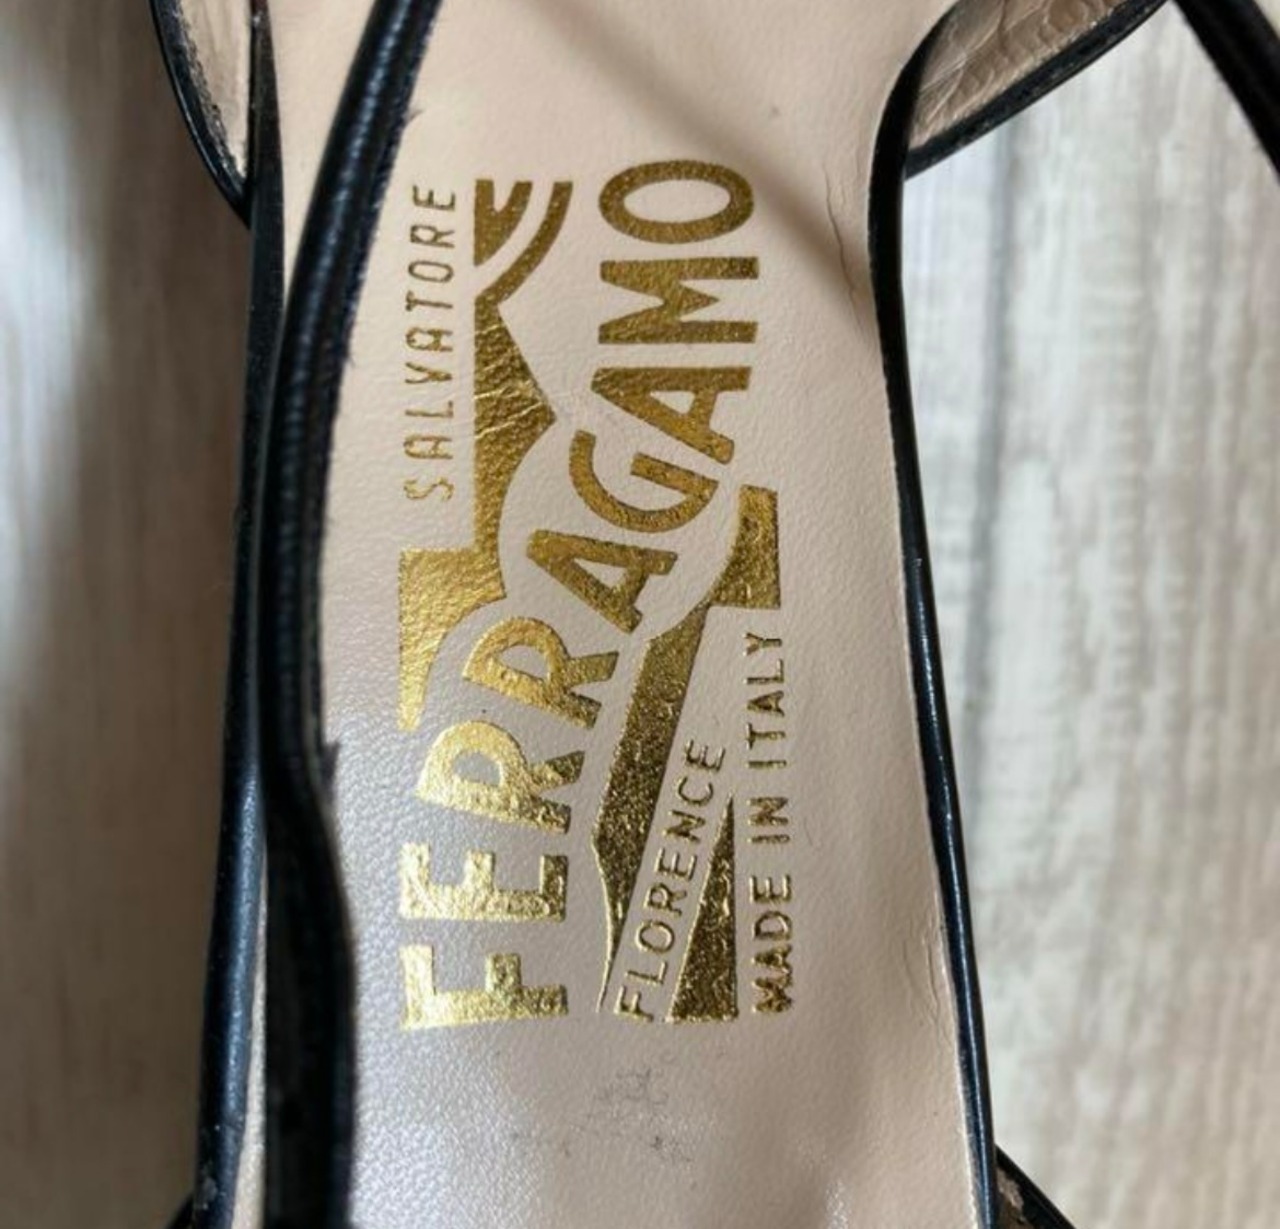 SALVATORE
FERRAGAMO
FLORENCE
MADE IN ITALY